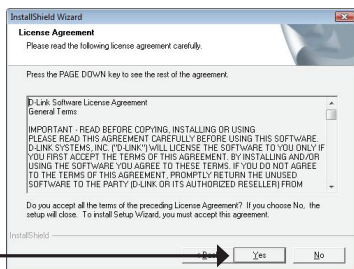 InstallShield Wizard
License Agreement
Please read the following license agreement carefully.
Press the PAGE DOWN key to see the rest of the agreement.
D-Link Software License Agreement
General Terms
IMPORTANT - READ BEFORE COPYING, INSTALLING OR USING
PLEASE READ THIS AGREEMENT CAREFULLY BEFORE USING THIS SOFTWARE.
D-LINK SYSTEMS, INC. ("D-LINK") WILL LICENSE THE SOFTWARE TO YOU ONLY IF
YOU FIRST ACCEPT THE TERMS OF THIS AGREEMENT. BY INSTALLING AND/OR
USING THE SOFTWARE YOU AGREE TO THESE TERMS. IF YOU DO NOT AGREE
TO THE TERMS OF THIS AGREEMENT, PROMPTLY RETURN THE UNUSED
SOFTWARE TO THE PARTY (D-LINK OR ITS AUTHORIZED RESELLER) FROM
Do you accept all the terms of the preceding License Agreement? If you choose No, the
setup will close. To install Setup Wizard, you must accept this agreement.
InstallShield
Yes
No